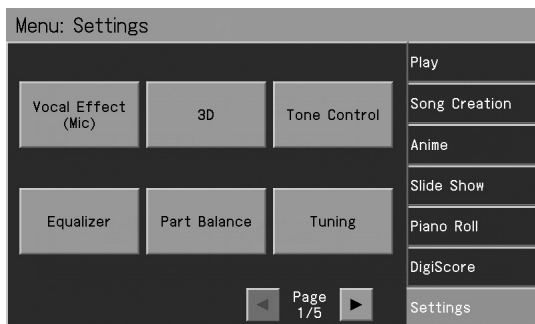 Menu: Settings
Play
Song Creation
Anime
Slide Show
Piano Roll
DigiScore
Settings
Vocal Effect
(Mic)
3D
Tone Control
Equalizer
Part Balance
Tuning
Page
1/5